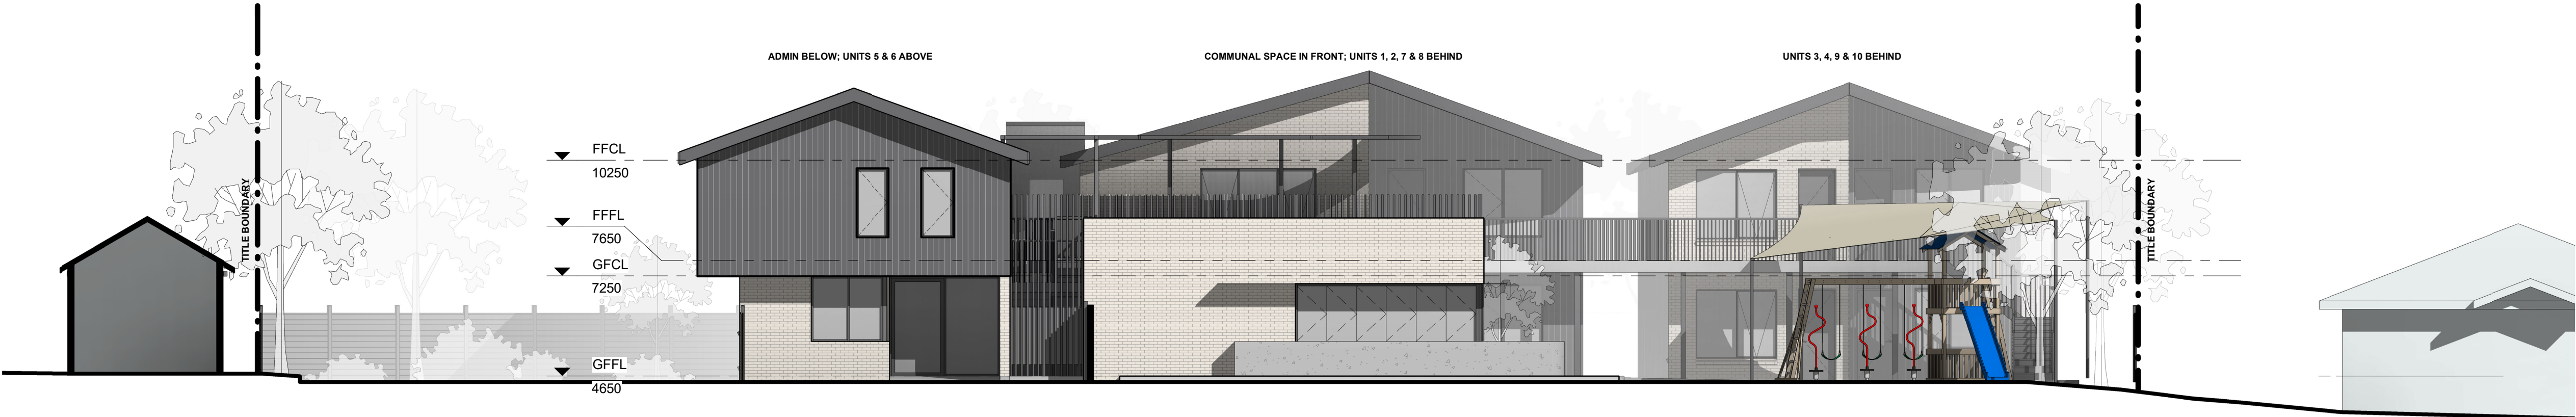 ADMIN BELOW; UNITS 5 & 6 ABOVE
COMMUNAL SPACE IN FRONT; UNITS 1, 2, 7 & 8 BEHIND
UNITS 3, 4, 9 & 10 BEHIND
TITLE BOUNDARY
FFCL
10250
FFFL
7650
GFCL
7250
GFFL
4650
TITLE BOUNDARY